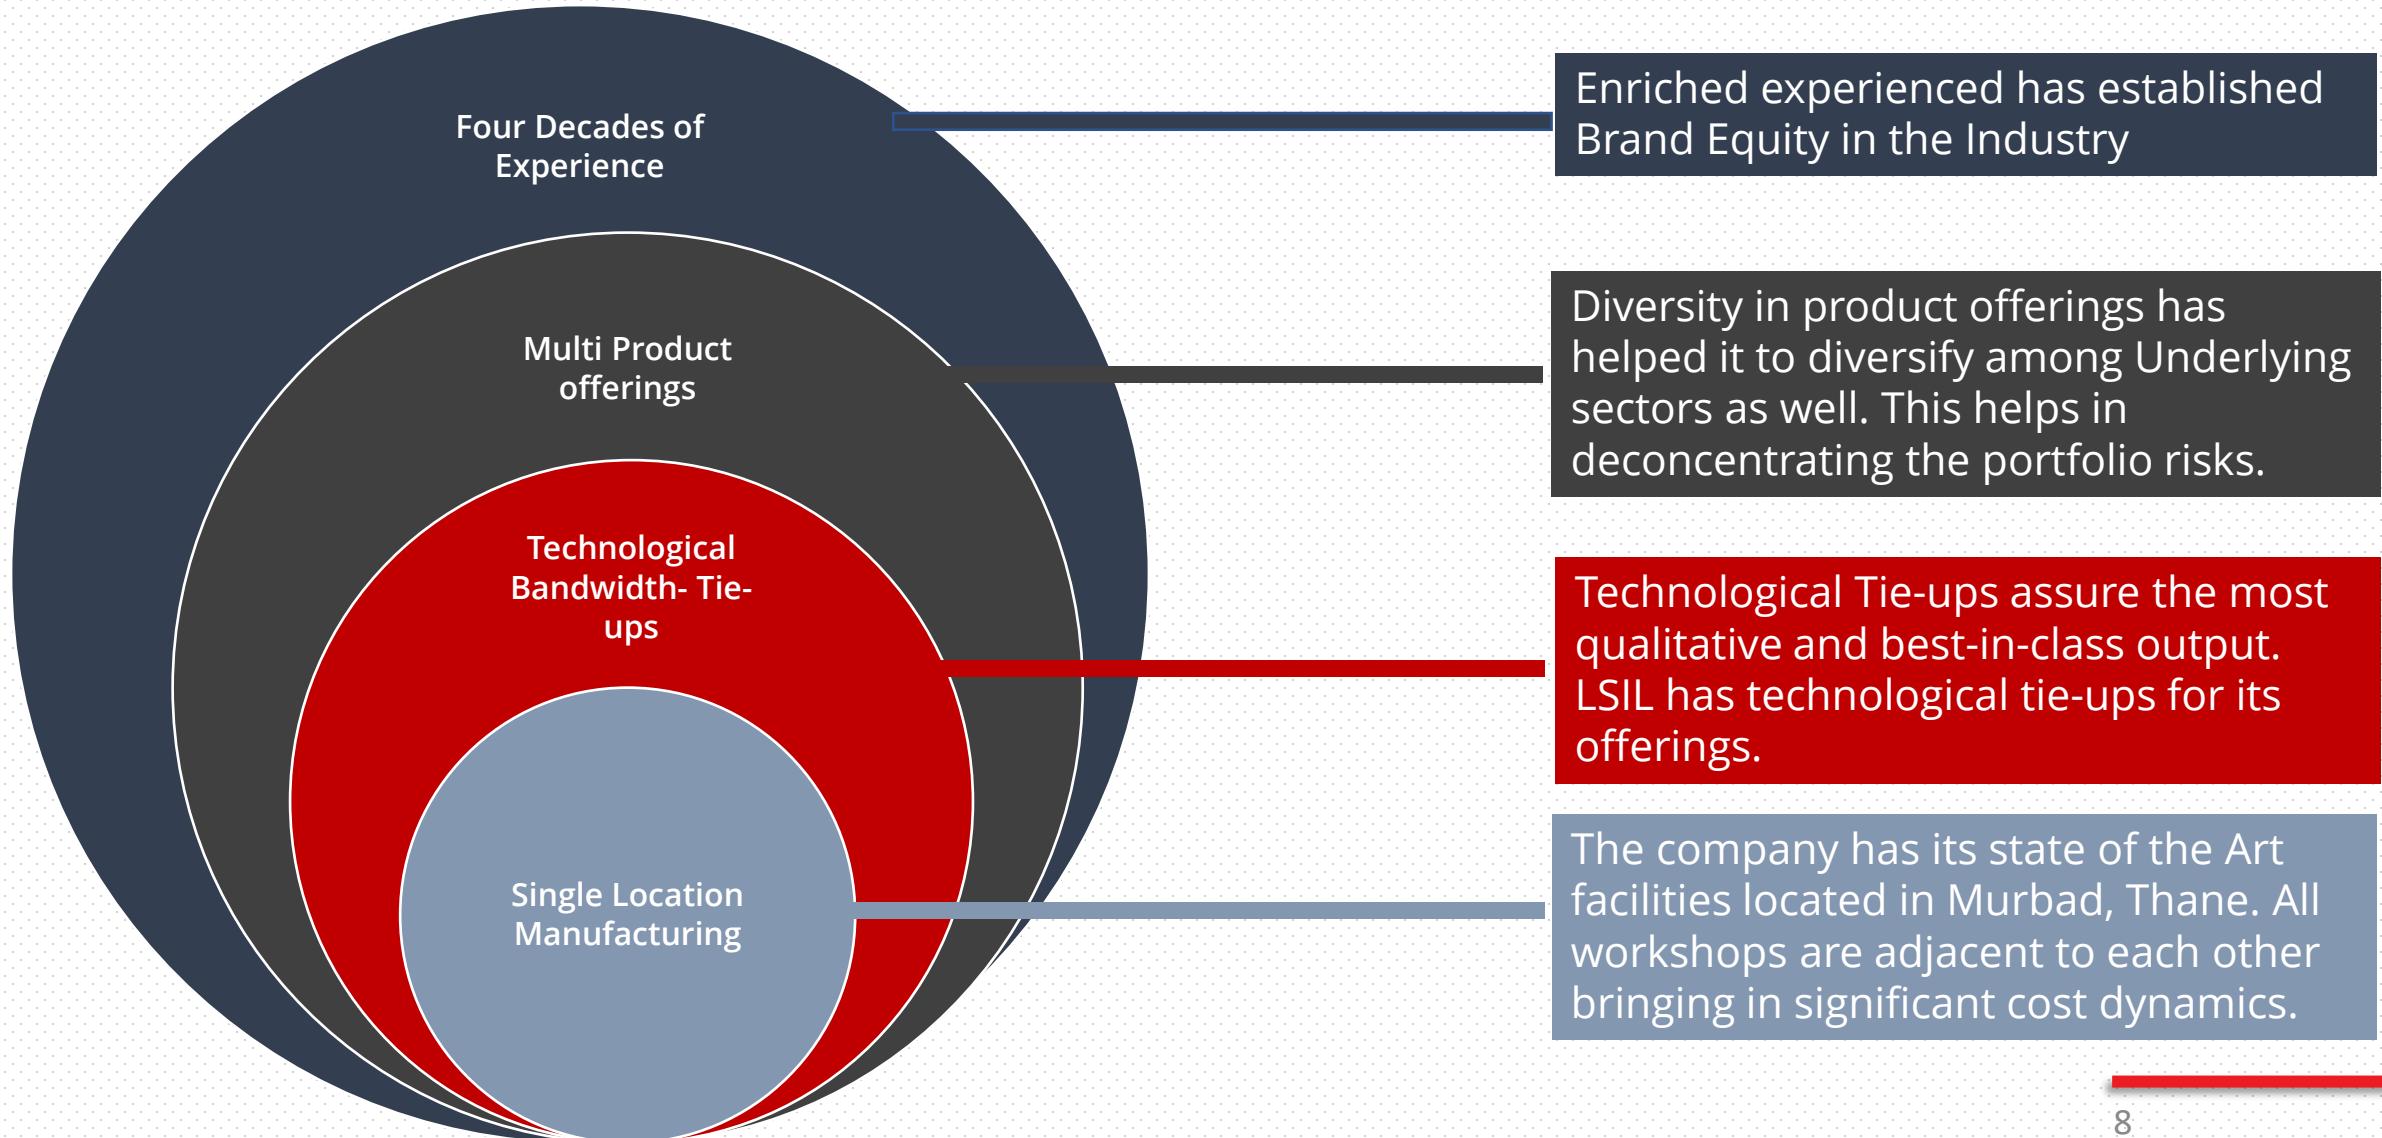 Four Decades of
Experience
Enriched experienced has established
Brand Equity in the Industry
Multi Product
offerings
Diversity in product offerings has
helped it to diversify among Underlying
sectors as well. This helps in
deconcentrating the portfolio risks.
Technological
Bandwidth- Tie-
ups
Technological Tie-ups assure the most
qualitative and best-in-class output.
LSIL has technological tie-ups for its
offerings.
Single Location
Manufacturing
The company has its state of the Art
facilities located in Murbad, Thane. All
workshops are adjacent to each other
bringing in significant cost dynamics.
8